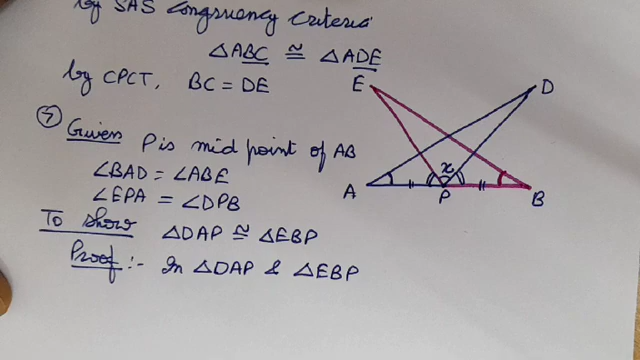 by SAS Congruency Criteria
△ABC ≅ △ADE
by CPCT, BC = DE
7 Given P is mid point of AB
∠BAD = ∠ABE
∠EPA = ∠DPB
To show △DAP ≅ △EBP
Proof :- In △DAP & △EBP
E D
x
A P B